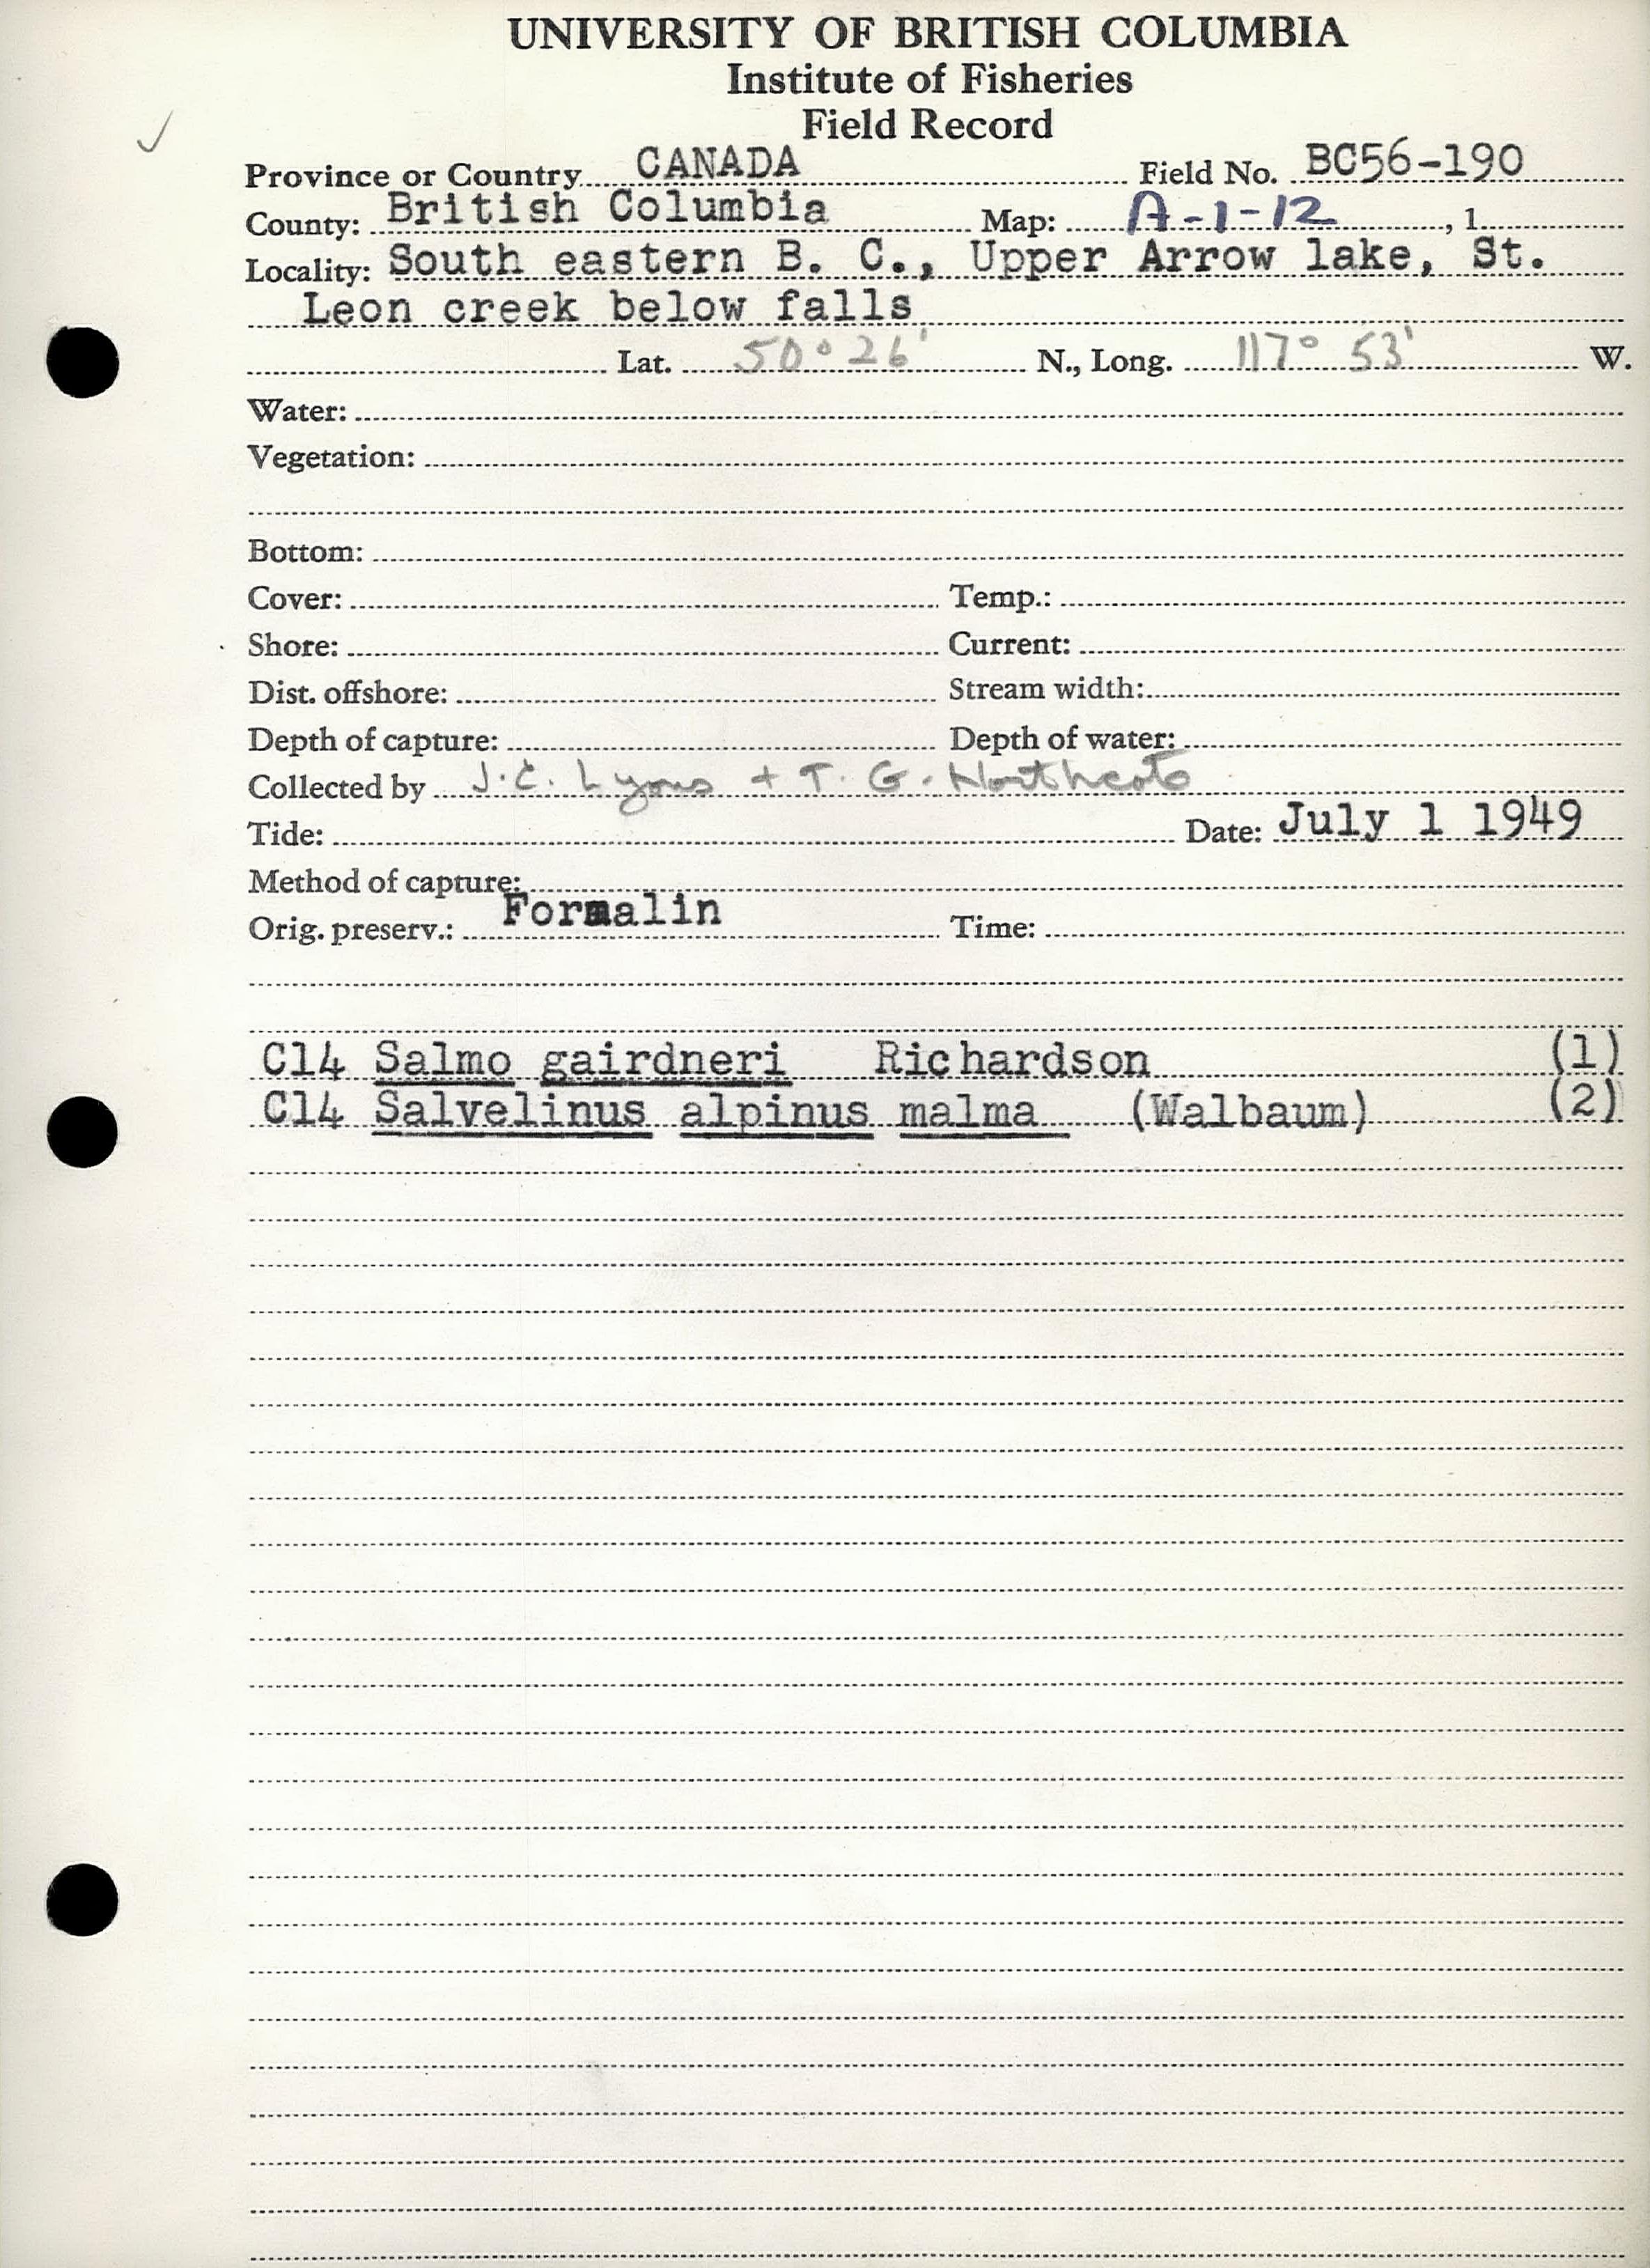 UNIVERSITY OF BRITISH COLUMBIA
Institute of Fisheries
Field Record
Province or Country CANADA Field No. BC56-190
County: British Columbia Map: A-1-12, 1.
Locality: South eastern B. C., Upper Arrow lake, St.
Leon creek below falls
Lat. 50° 26' N., Long. 117° 53' W.
Water:
Vegetation:
Bottom:
Cover: Temp.:
Shore: Current:
Dist. offshore: Stream width:
Depth of capture: Depth of water:
Collected by J.C. Lyons + T. G. Northcote
Tide: Date: July 1 1949
Method of capture:
Orig. preserv.: Formalin Time:
C14 Salmo gairdneri Richardson (1)
C14 Salvelinus alpinus malma (Walbaum) (2)